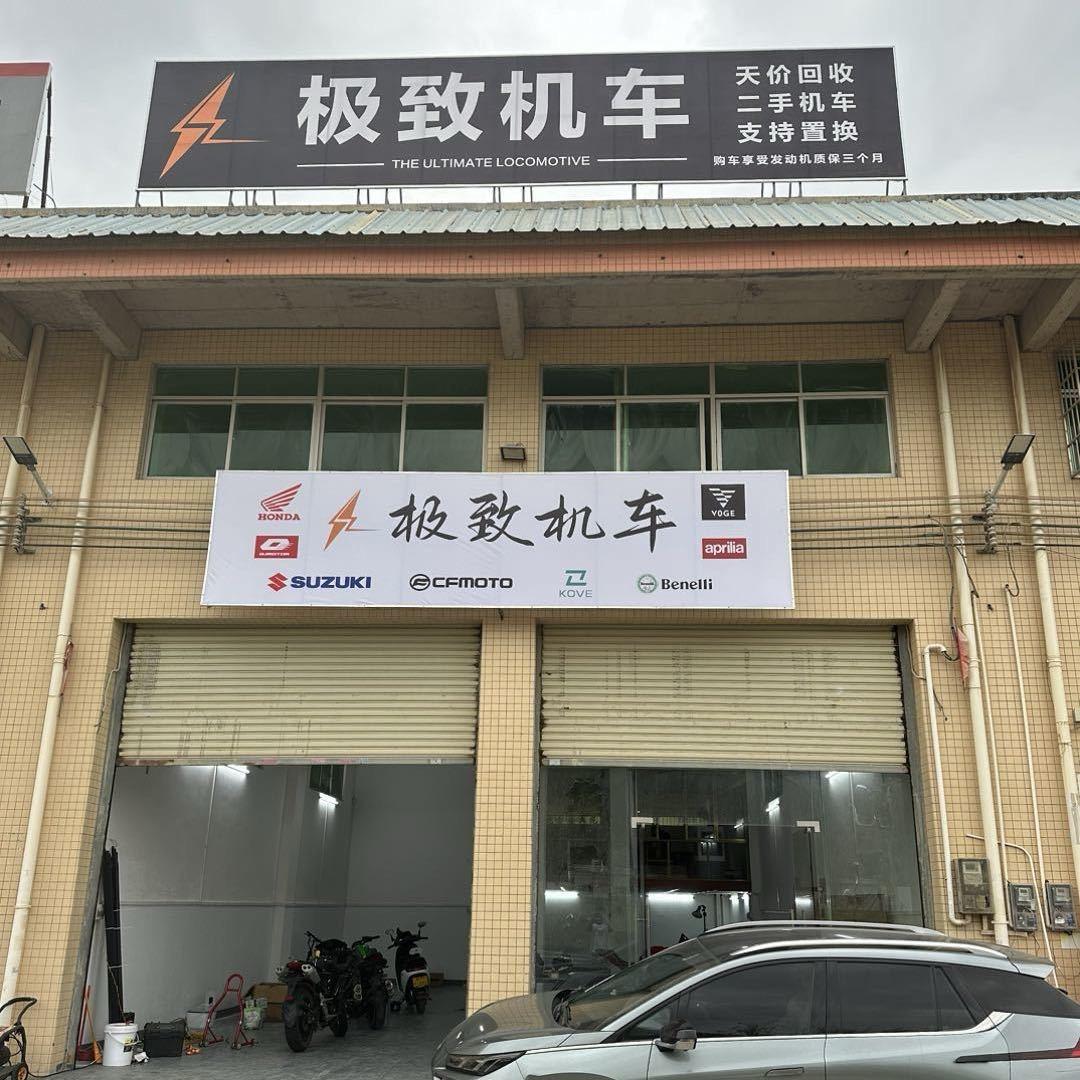 极致机车
THE ULTIMATE LOCOMOTIVE
天价回收
二手机车
支持置换
购车享受发动机质保三个月
HONDA
极致机车
VOGE
QJMOTOR
aprilia
SUZUKI
CFMOTO
KOVE
Benelli